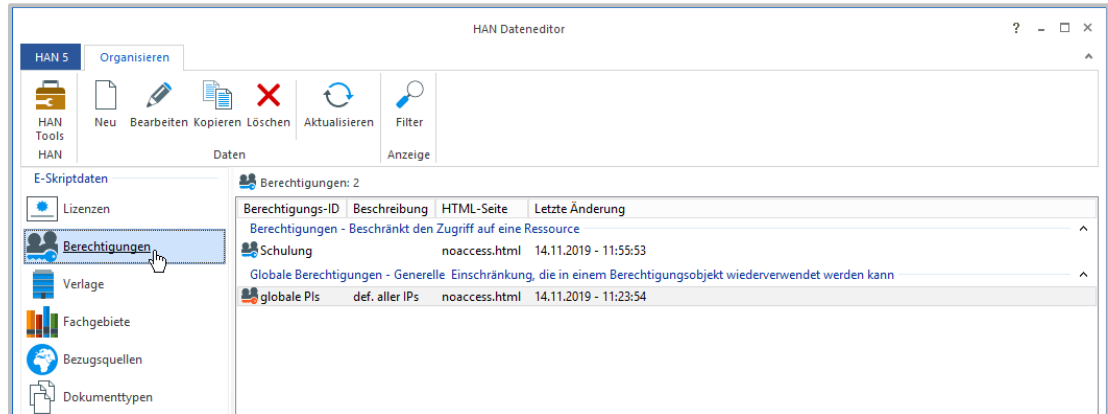 HAN Dateneditor
?
HAN 5 Organisieren
HAN Tools Neu Bearbeiten Kopieren Löschen Aktualisieren Filter
HAN Daten Anzeige
E-Skriptdaten
Lizenzen
Berechtigungen
Verlage
Fachgebiete
Bezugsquellen
Dokumenttypen
Berechtigungen: 2
Berechtigungs-ID Beschreibung HTML-Seite Letzte Änderung
Berechtigungen - Beschränkt den Zugriff auf eine Ressource
Schulung noaccess.html 14.11.2019 - 11:55:53
Globale Berechtigungen - Generelle Einschränkung, die in einem Berechtigungsobjekt wiederverwendet werden kann
globale PIs def. aller IPs noaccess.html 14.11.2019 - 11:23:54